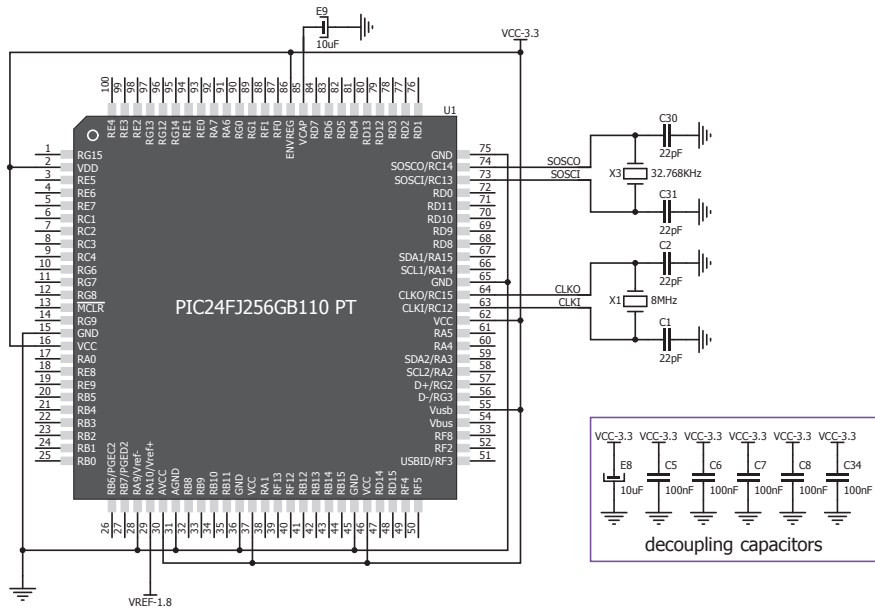 E9
10uF
VCC-3.3
100 99 98 97 96 95 94 93 92 91 90 89 88 87 86 85 84 83 82 81 80 79 78 77 76
U1
RE4 RE3 RE2 RG13 RG12 RG14 RE1 RE0 RA7 RA6 RG0 RG1 RF1 RF0 ENVREG VCAP RD7 RD6 RD5 RD4 RD13 RD12 RD3 RD2 RD1
1 RG15
2 VDD
3 RE5
4 RE6
5 RE7
6 RC1
7 RC2
8 RC3
9 RC4
10 RG6
11 RG7
12 RG8
13 MCLR
14 RG9
15 GND
16 VCC
17 RA0
18 RE8
19 RE9
20 RB5
21 RB4
22 RB3
23 RB2
24 RB1
25 RB0
PIC24FJ256GB110 PT
GND 75
SOSCO/RC14 74
SOSCI/RC13 73
RD0 72
RD11 71
RD10 70
RD9 69
RD8 68
SDA1/RA15 67
SCL1/RA14 66
GND 65
CLKO/RC15 64
CLKI/RC12 63
VCC 62
RA5 61
RA4 60
SDA2/RA3 59
SCL2/RA2 58
D+/RG2 57
D-/RG3 56
Vusb 55
Vbus 54
RF8 53
RF2 52
USBID/RF3 51
RB6/PGEC2 RB7/PGED2 RA9/Vref- RA10/Vref+ AVCC AGND RB8 RB9 RB10 RB11 GND VCC RA1 RF13 RF12 RB12 RB13 RB14 RB15 GND VCC RD14 RD15 RF4 RF5
26 27 28 29 30 31 32 33 34 35 36 37 38 39 40 41 42 43 44 45 46 47 48 49 50
VREF-1.8
SOSCO
SOSCI
C30
22pF
X3 32.768KHz
C31
22pF
CLKO
CLKI
C2
22pF
X1 8MHz
C1
22pF
VCC-3.3 VCC-3.3 VCC-3.3 VCC-3.3 VCC-3.3 VCC-3.3
E8 C5 C6 C7 C8 C34
10uF 100nF 100nF 100nF 100nF 100nF
decoupling capacitors